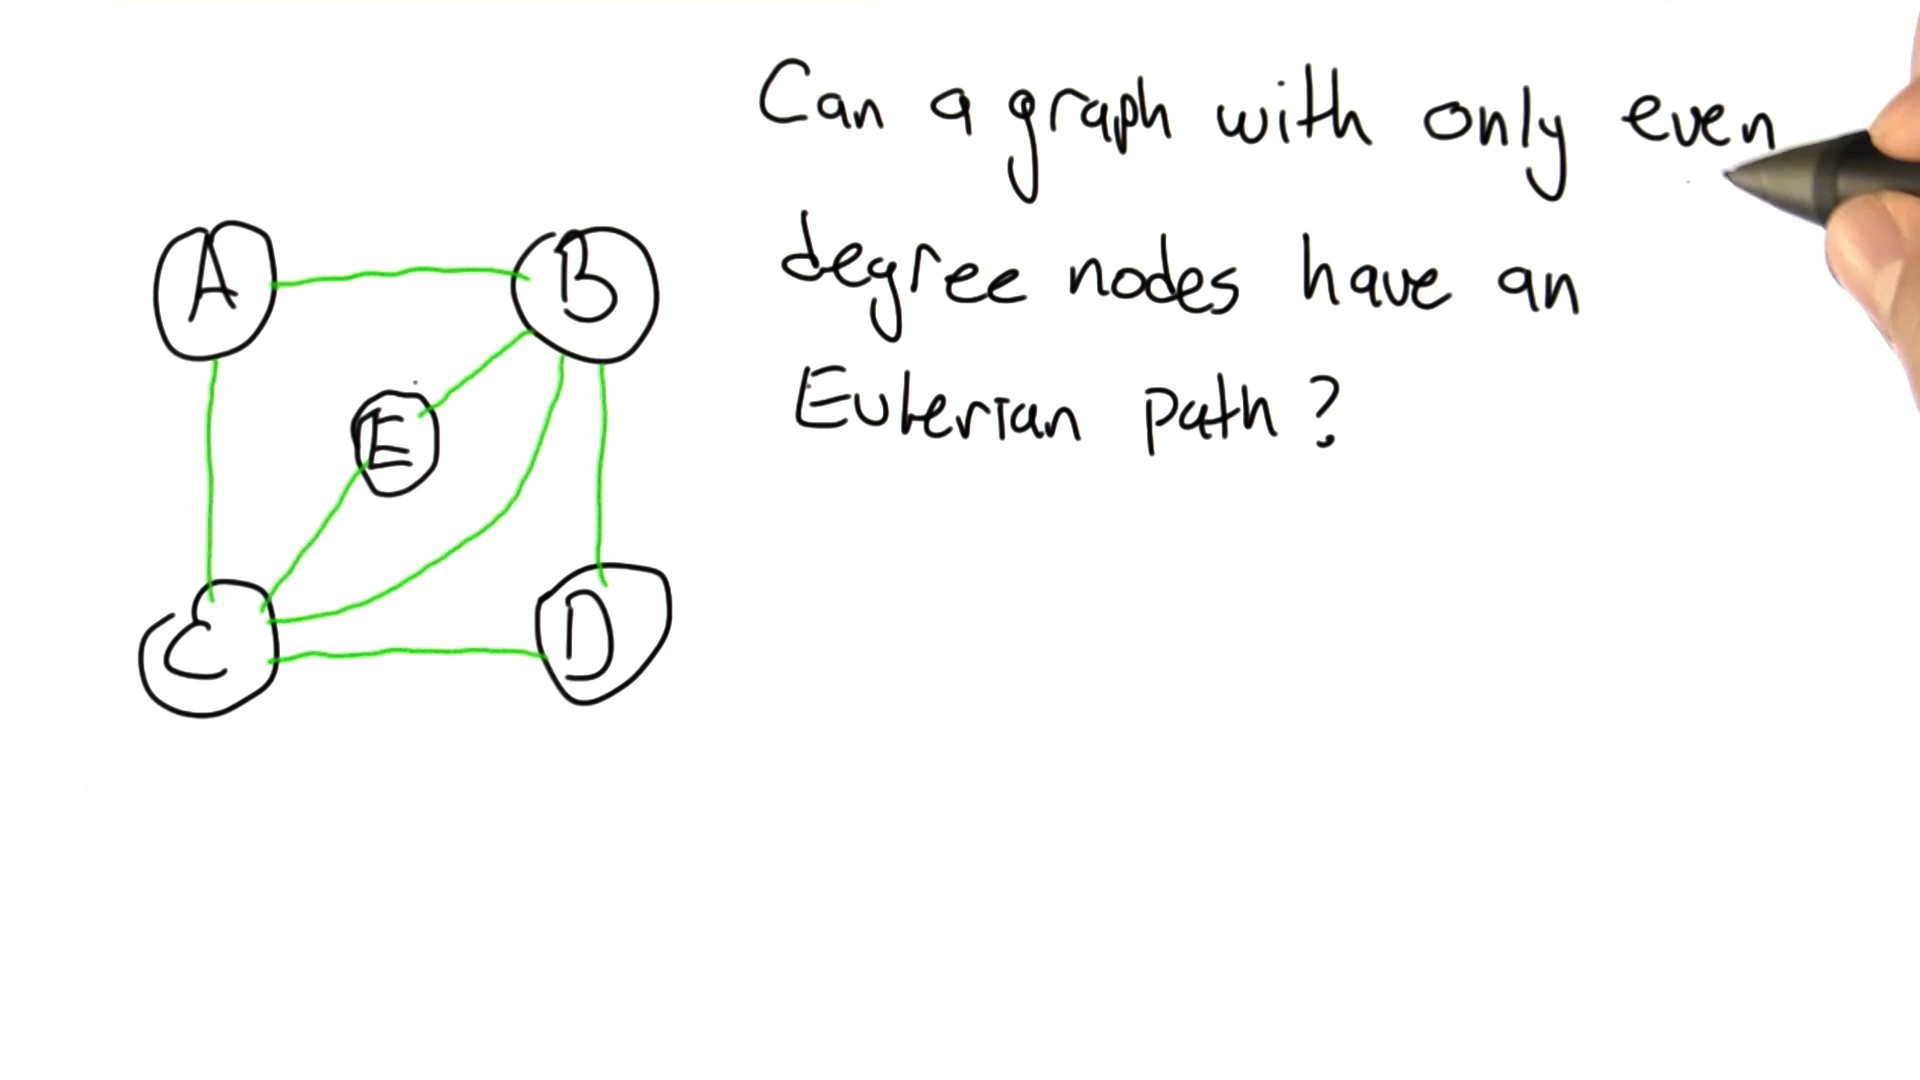 Can a graph with only even
degree nodes have an
Eulerian path?
A
B
E
C
D